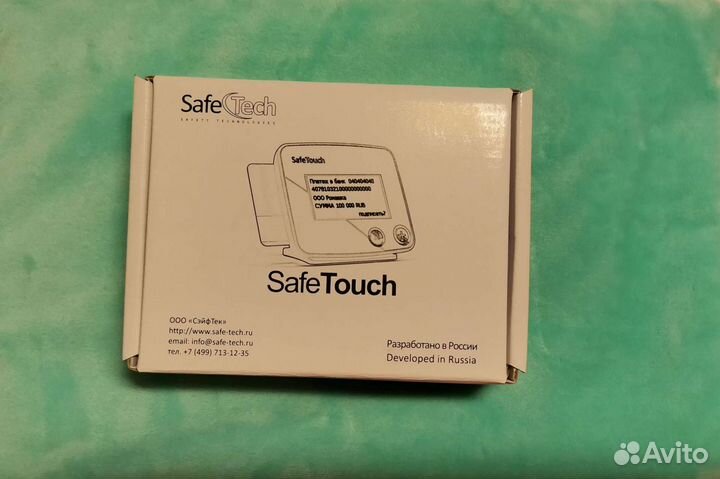 SafeTech
SAFETY TECHNOLOGIES
SafeTouch
Платеж в банк 04040404
40781032100000000000
ООО Ромашка
СУММА 100 000 RUB
подписать?
SafeTouch
ООО «СэйфТек»
http://www.safe-tech.ru
email: info@safe-tech.ru
тел. +7 (499) 713-12-35
Разработано в России
Developed in Russia
Avito